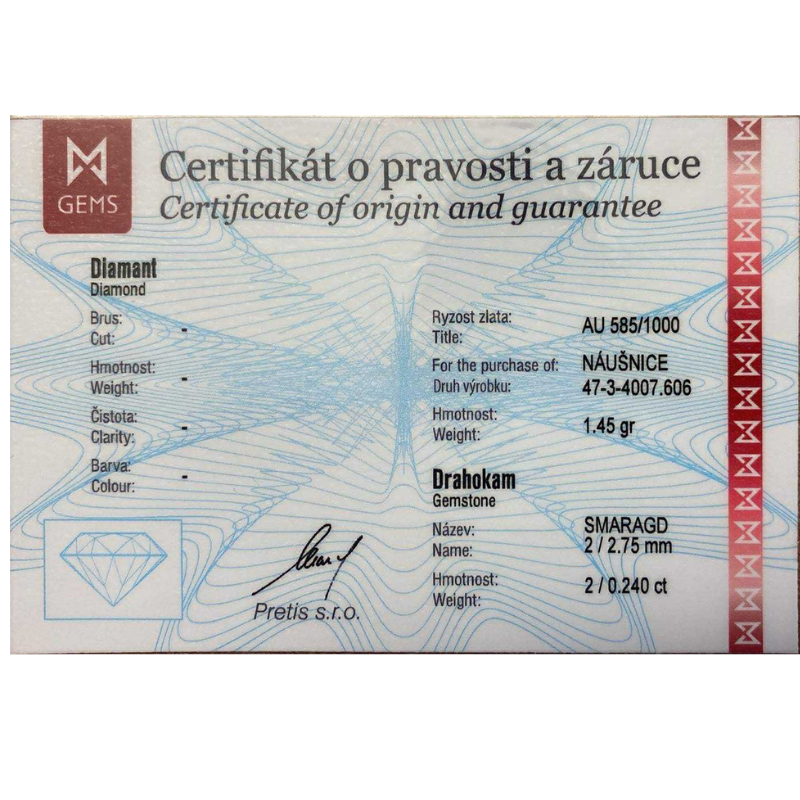 GEMS
Certifikát o pravosti a záruce
Certificate of origin and guarantee
Diamant
Diamond
Brus: -
Cut:
Hmotnost: -
Weight:
Čistota: -
Clarity:
Barva: -
Colour:
Ryzost zlata: AU 585/1000
Title:
For the purchase of: NÁUŠNICE
Druh výrobku: 47-3-4007.606
Hmotnost: 1.45 gr
Weight:
Drahokam
Gemstone
Název: SMARAGD
Name: 2 / 2.75 mm
Hmotnost: 2 / 0.240 ct
Weight:
Pretis s.r.o.